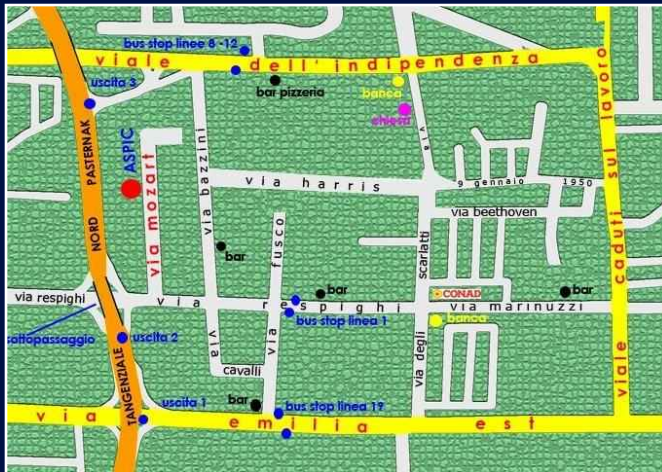 bus stop linee 8 -12
viale dell' indipendenza
uscita 3
bar pizzeria
banca
chiesa
TANGENZIALE NORD PASTERNAK
ASPIC
via mozart
via bazzini
via harris
via 9 gennaio 1950
viale caduti sul lavoro
via beethoven
via fusco
bar
via degli scarlatti
via respighi
bar
CONAD
bar
via respighi
via marinuzzi
bus stop linea 1
banca
sottopassaggio
uscita 2
via cavalli
bar
uscita 1
bus stop linea 19
via emilia est